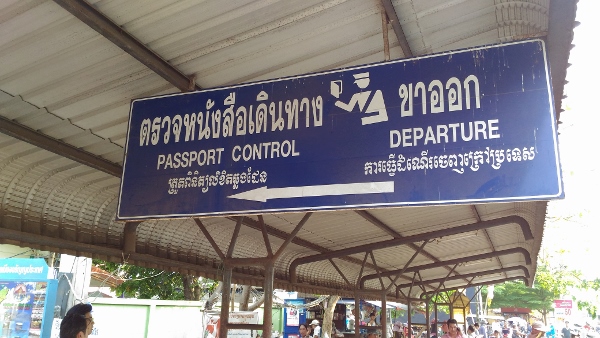 ตรวจหนังสือเดินทาง ขาออก
PASSPORT CONTROL DEPARTURE
ត្រួតពិនិត្យលិខិតឆ្លងដែន ការធ្វើដំណើរចេញក្រៅប្រទេស